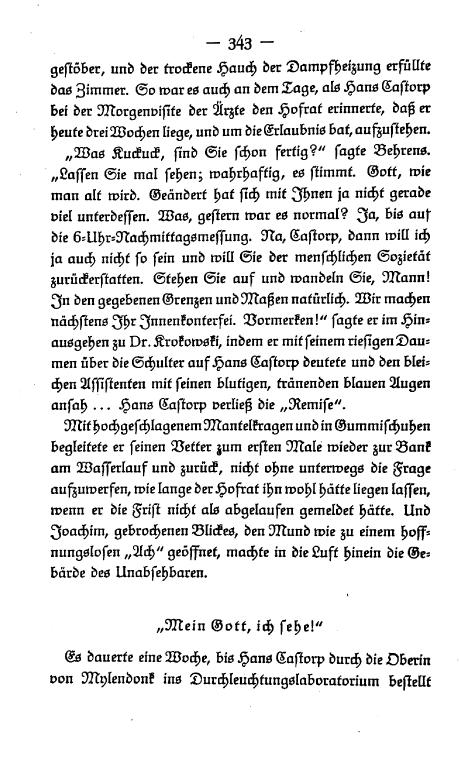 — 343 —
gestöber, und der trockene Hauch der Dampfheizung erfüllte
das Zimmer. So war es auch an dem Tage, als Hans Castorp
bei der Morgenvisite der Ärzte den Hofrat erinnerte, daß er
heute drei Wochen liege, und um die Erlaubnis bat, aufzustehen.
„Was Kuckuck, sind Sie schon fertig?“ sagte Behrens.
„Lassen Sie mal sehen; wahrhaftig, es stimmt. Gott, wie
man alt wird. Geändert hat sich mit Ihnen ja nicht gerade
viel unterdessen. Was, gestern war es normal? Ja, bis auf
die 6-Uhr-Nachmittagsmessung. Na, Castorp, dann will ich
ja auch nicht so sein und will Sie der menschlichen Sozietät
zurückerstatten. Stehen Sie auf und wandeln Sie, Mann!
In den gegebenen Grenzen und Maßen natürlich. Wir machen
nächstens Ihr Innenkonterfei. Vormerken!“ sagte er im Hin-
ausgehen zu Dr. Krokowski, indem er mit seinem riesigen Dau-
men über die Schulter auf Hans Castorp deutete und den blei-
chen Assistenten mit seinen blutigen, tränenden blauen Augen
ansah ... Hans Castorp verließ die „Remise“.
Mit hochgeschlagenem Mantelkragen und in Gummischuhen
begleitete er seinen Vetter zum ersten Male wieder zur Bank
am Wasserlauf und zurück, nicht ohne unterwegs die Frage
aufzuwerfen, wie lange der Hofrat ihn wohl hätte liegen lassen,
wenn er die Frist nicht als abgelaufen gemeldet hätte. Und
Joachim, gebrochenen Blickes, den Mund wie zu einem hoff-
nungslosen „Ach“ geöffnet, machte in die Luft hinein die Ge-
bärde des Unabsehbaren.
„Mein Gott, ich sehe!“
Es dauerte eine Woche, bis Hans Castorp durch die Oberin
von Mylendonk ins Durchleuchtungslaboratorium bestellt